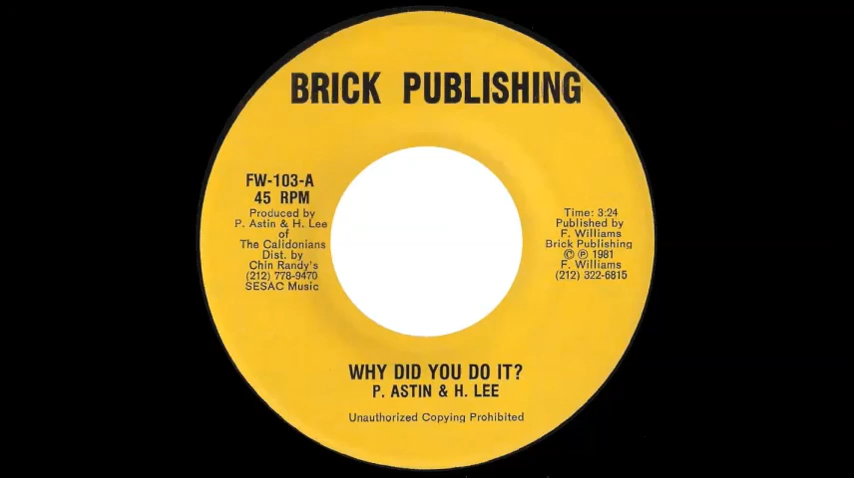 BRICK PUBLISHING
FW-103-A
45 RPM
Produced by
P. Astin & H. Lee
of
The Calidonians
Dist. by
Chin Randy's
(212) 778-9470
SESAC Music
Time: 3:24
Published by
F. Williams
Brick Publishing
© ℗ 1981
F. Williams
(212) 322-6815
WHY DID YOU DO IT?
P. ASTIN & H. LEE
Unauthorized Copying Prohibited